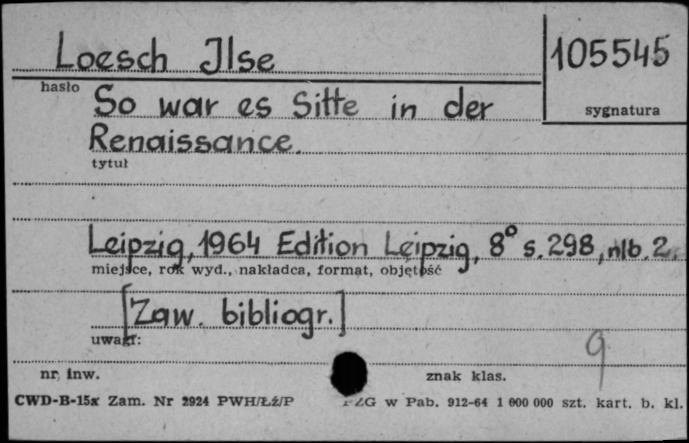 Loesch Ilse
105545
hasło
sygnatura
So war es Sitte in der
Renaissance.
tytuł
Leipzig, 1964 Edition Leipzig, 8° s. 298, nlb. 2.
miejsce, rok wyd., nakładca, format, objętość
[Zaw. bibliogr.]
uwagi:
9
nr. inw.
znak klas.
CWD-B-15x Zam. Nr 2924 PWH/Łź/P
ZG w Pab. 912-64 1 000 000 szt. kart. b. kl.